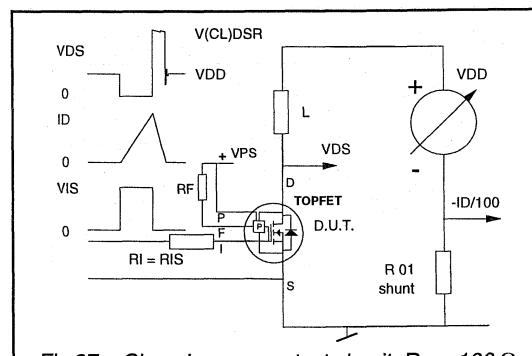 V(CL)DSR
VDS
VDD
0
ID
0
VIS
0
+ VPS
RF
P
F
I
P
RI = RIS
L
VDS
D
TOPFET
D.U.T.
S
+
VDD
-
-ID/100
R 01
shunt